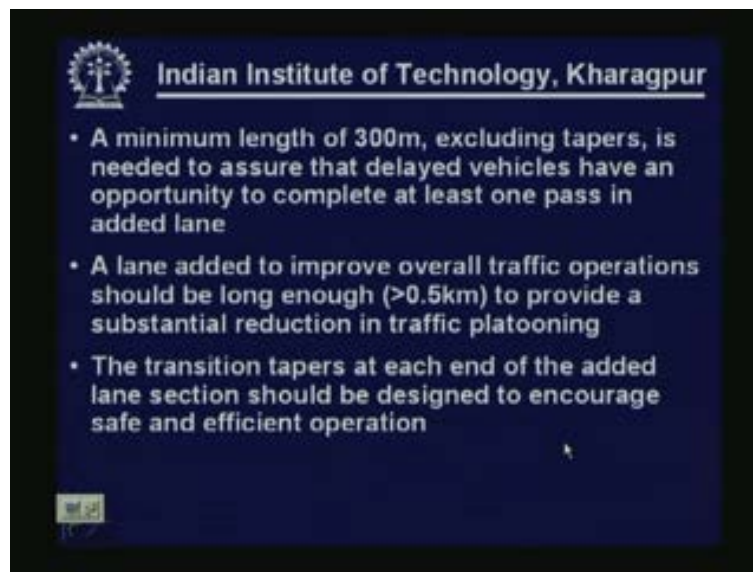 Indian Institute of Technology, Kharagpur
• A minimum length of 300m, excluding tapers, is
needed to assure that delayed vehicles have an
opportunity to complete at least one pass in
added lane
• A lane added to improve overall traffic operations
should be long enough (>0.5km) to provide a
substantial reduction in traffic platooning
• The transition tapers at each end of the added
lane section should be designed to encourage
safe and efficient operation